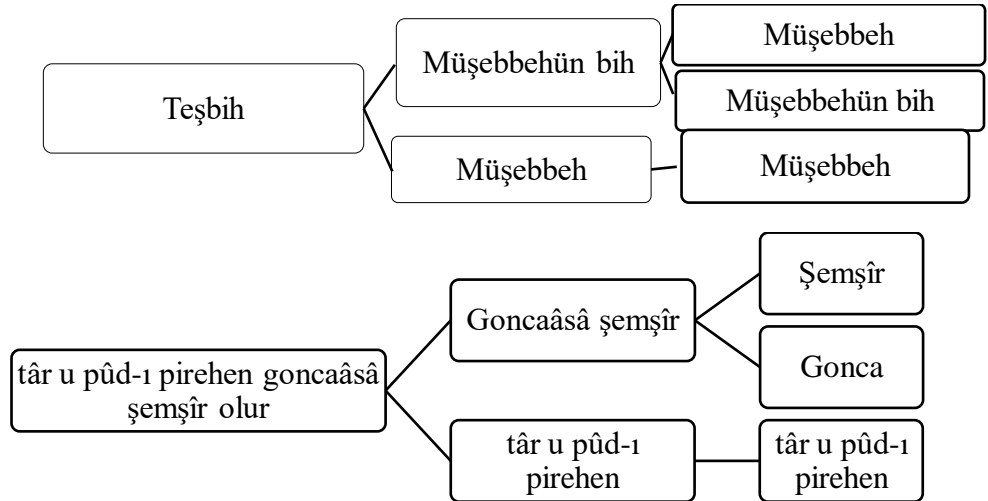 Müşebbeh
Müşebbehün bih
Teşbih
Müşebbehün bih
Müşebbeh
Müşebbeh
Şemşîr
Goncaâsâ şemşîr
Gonca
târ u pûd-ı pirehen goncaâsâ
şemşîr olur
târ u pûd-ı
pirehen
târ u pûd-ı
pirehen